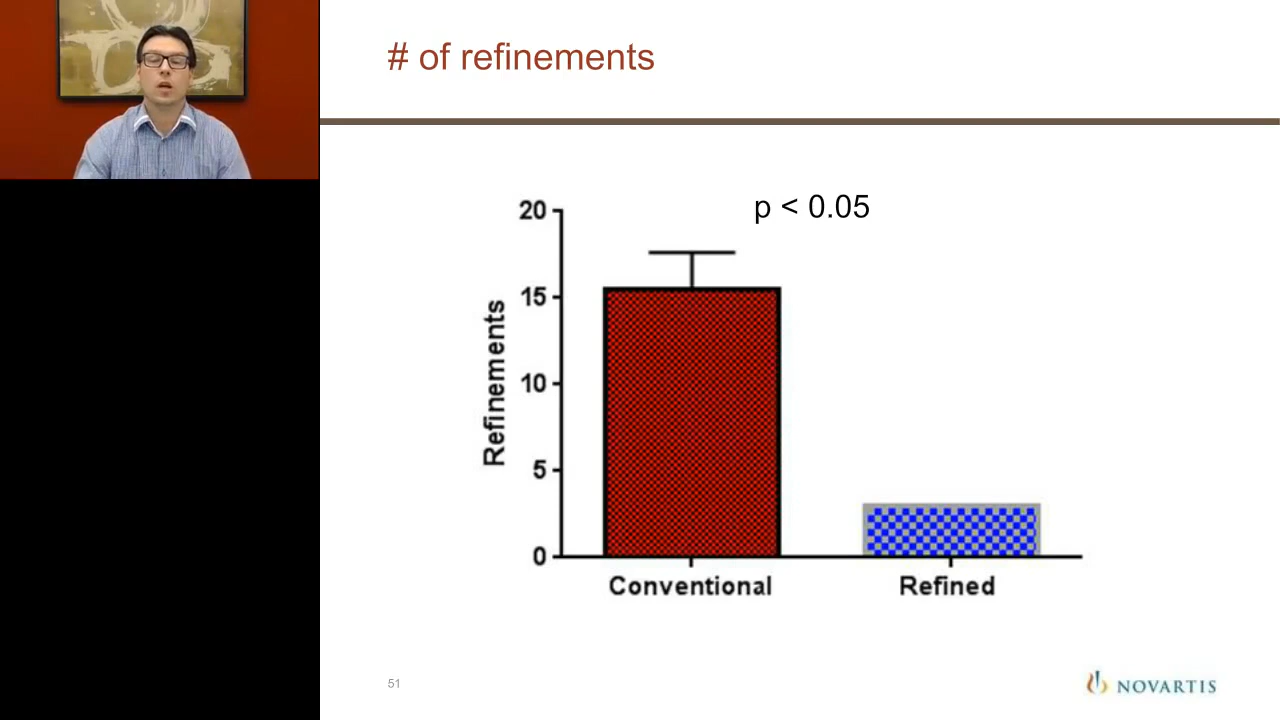 # of refinements
p < 0.05
20
15
10
5
0
Refinements
Conventional
Refined
51
NOVARTIS